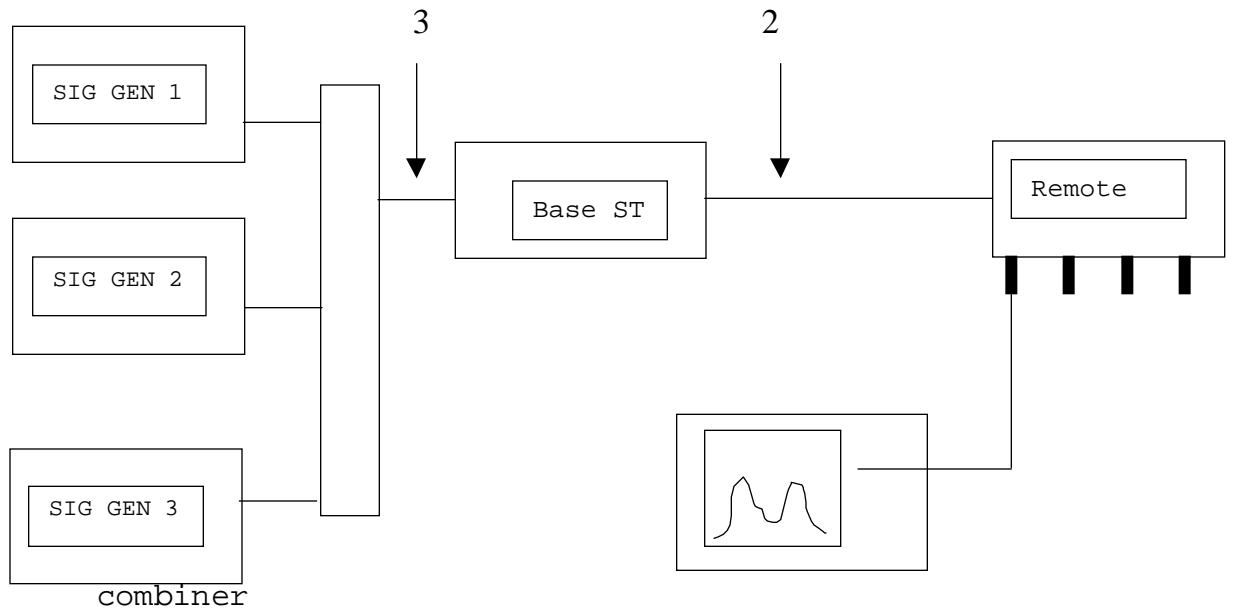 3
2
SIG GEN 1
Base ST
Remote
SIG GEN 2
SIG GEN 3
combiner